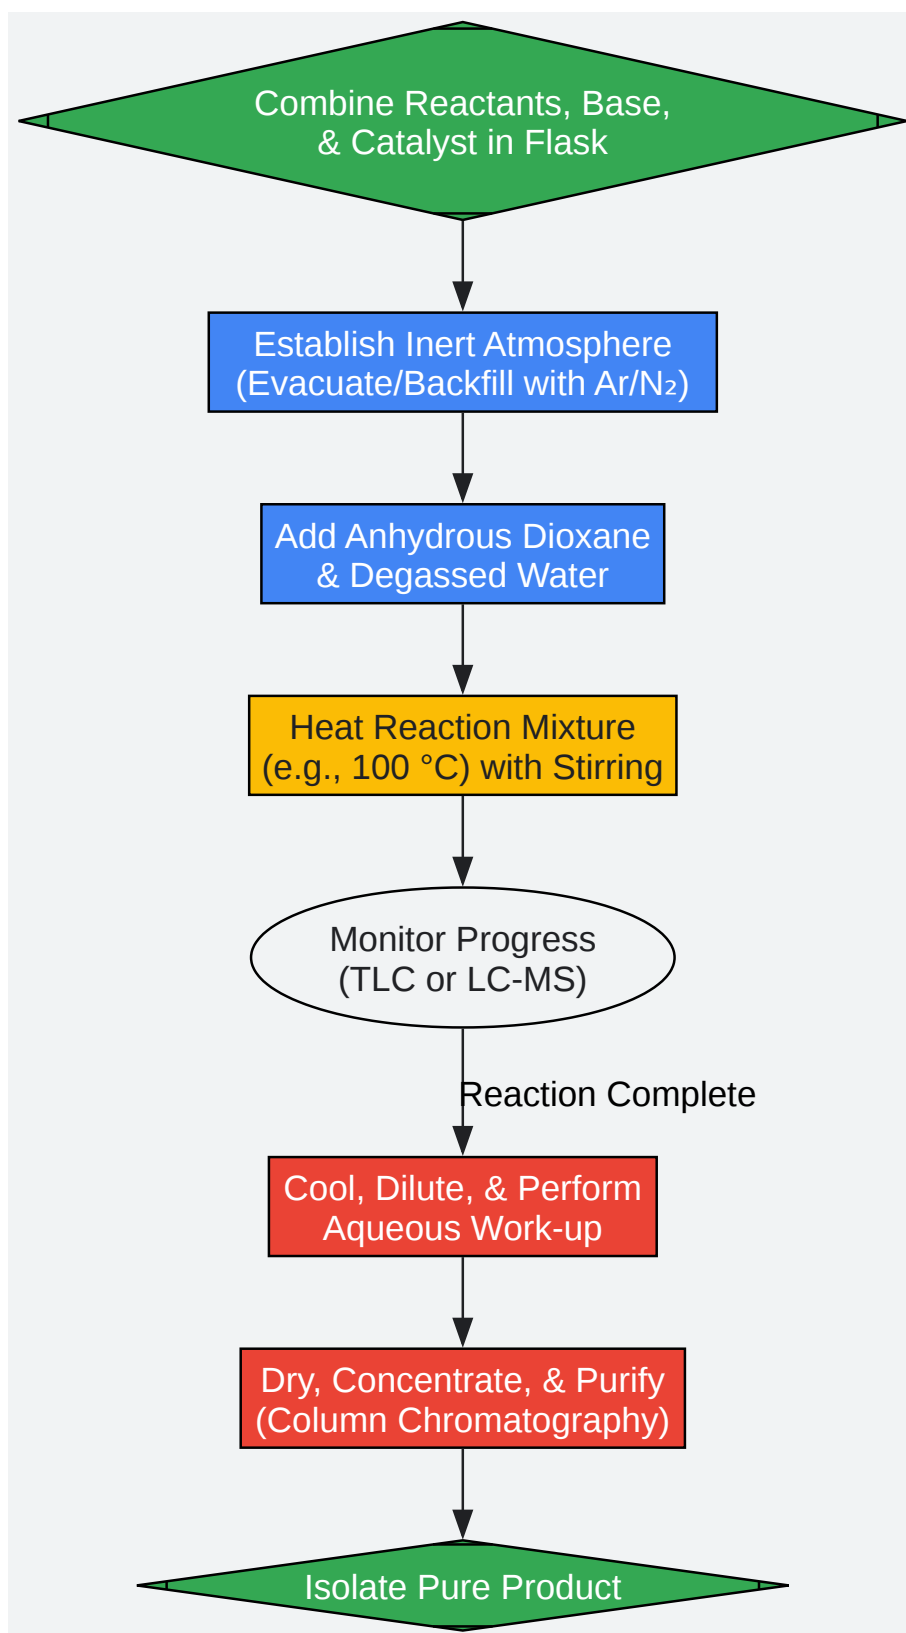 Combine Reactants, Base,
& Catalyst in Flask
Establish Inert Atmosphere
(Evacuate/Backfill with Ar/N₂)
Add Anhydrous Dioxane
& Degassed Water
Heat Reaction Mixture
(e.g., 100 °C) with Stirring
Monitor Progress
(TLC or LC-MS)
Reaction Complete
Cool, Dilute, & Perform
Aqueous Work-up
Dry, Concentrate, & Purify
(Column Chromatography)
Isolate Pure Product